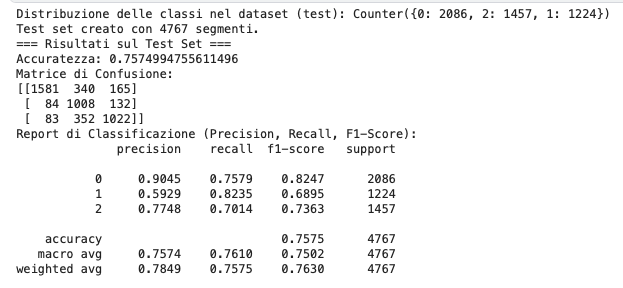 Distribuzione delle classi nel dataset (test): Counter({0: 2086, 2: 1457, 1: 1224})
Test set creato con 4767 segmenti.
=== Risultati sul Test Set ===
Accuratezza: 0.7574994755611496
Matrice di Confusione:
[[1581  340  165]
 [  84 1008  132]
 [  83  352 1022]]
Report di Classificazione (Precision, Recall, F1-Score):
              precision    recall  f1-score   support

           0     0.9045    0.7579    0.8247      2086
           1     0.5929    0.8235    0.6895      1224
           2     0.7748    0.7014    0.7363      1457

    accuracy                         0.7575      4767
   macro avg     0.7574    0.7610    0.7502      4767
weighted avg     0.7849    0.7575    0.7630      4767